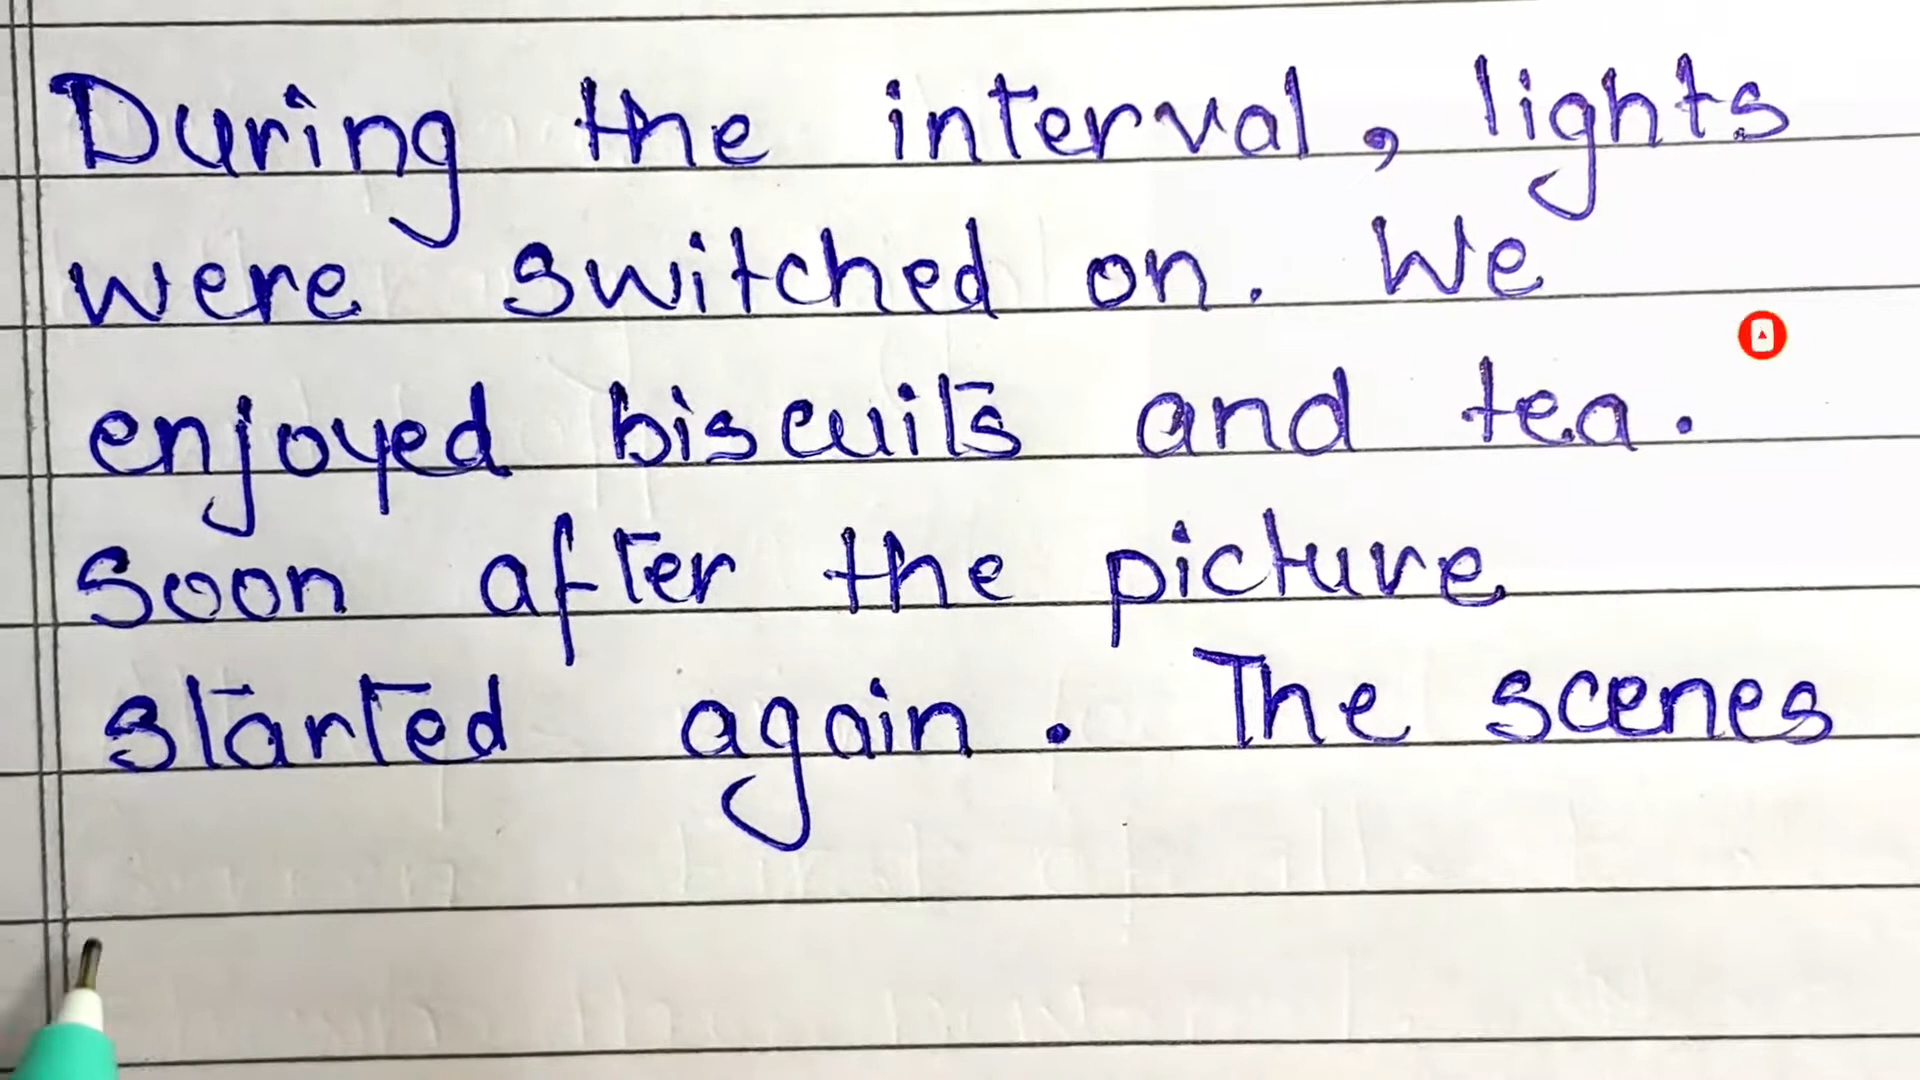 During the interval, lights
were switched on. We
enjoyed biscuits and tea.
Soon after the picture
started again. The scenes